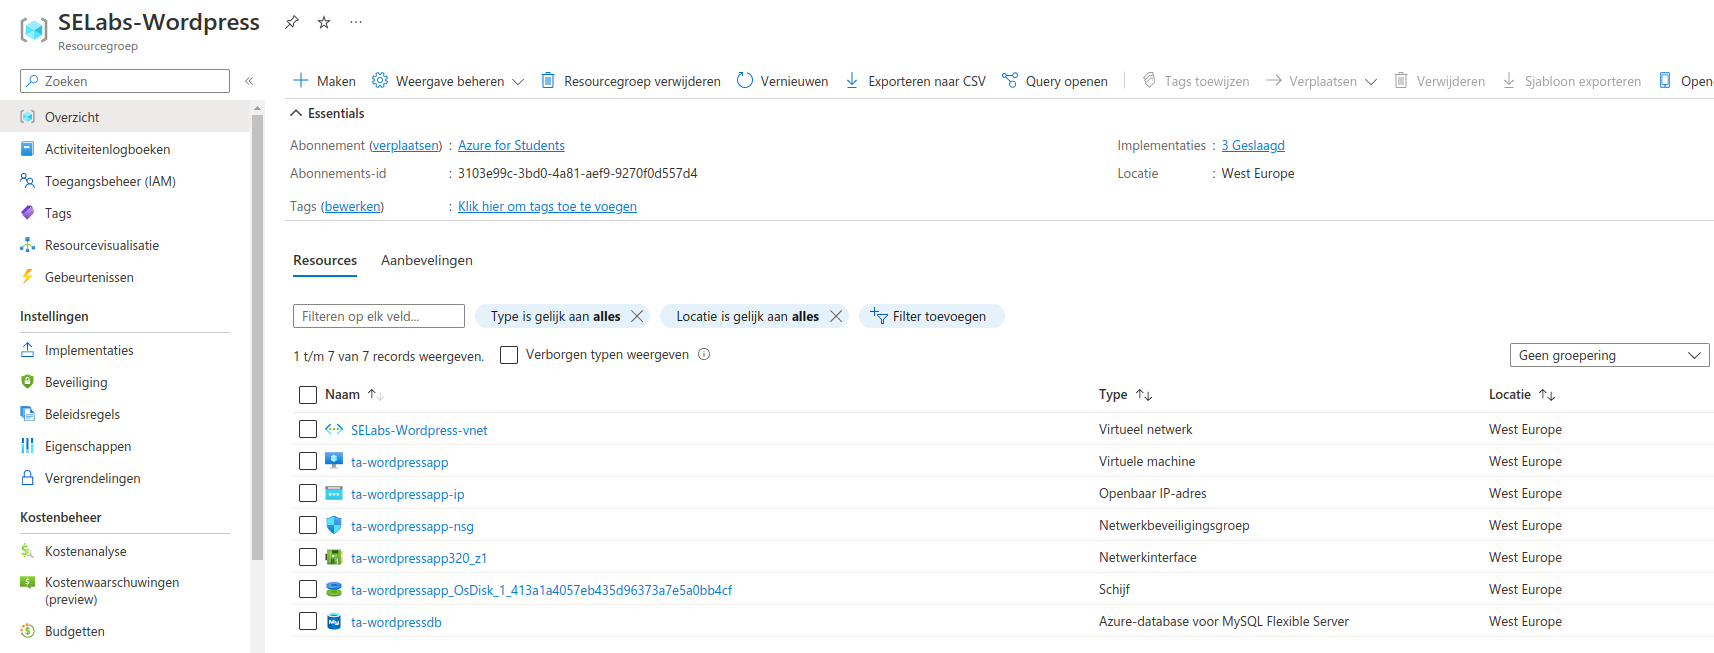 SELabs-Wordpress
Resourcegroep
Zoeken
Overzicht
Activiteitenlogboeken
Toegangsbeheer (IAM)
Tags
Resourcevisualisatie
Gebeurtenissen
Instellingen
Implementaties
Beveiliging
Beleidsregels
Eigenschappen
Vergrendelingen
Kostenbeheer
Kostenanalyse
Kostenwaarschuwingen
(preview)
Budgetten
Maken Weergave beheren Resourcegroep verwijderen Vernieuwen Exporteren naar CSV Query openen Tags toewijzen Verplaatsen Verwijderen Sjabloon exporteren Open
Essentials
Abonnement (verplaatsen) : Azure for Students Implementaties : 3 Geslaagd
Abonnements-id : 3103e99c-3bd0-4a81-aef9-9270f0d557d4 Locatie : West Europe
Tags (bewerken) : Klik hier om tags toe te voegen
Resources Aanbevelingen
Filteren op elk veld... Type is gelijk aan alles Locatie is gelijk aan alles Filter toevoegen
1 t/m 7 van 7 records weergeven. Verborgen typen weergeven Geen groepering
Naam Type Locatie
SELabs-Wordpress-vnet Virtueel netwerk West Europe
ta-wordpressapp Virtuele machine West Europe
ta-wordpressapp-ip Openbaar IP-adres West Europe
ta-wordpressapp-nsg Netwerkbeveiligingsgroep West Europe
ta-wordpressapp320_z1 Netwerkinterface West Europe
ta-wordpressapp_OsDisk_1_413a1a4057eb435d96373a7e5a0bb4cf Schijf West Europe
ta-wordpressdb Azure-database voor MySQL Flexible Server West Europe